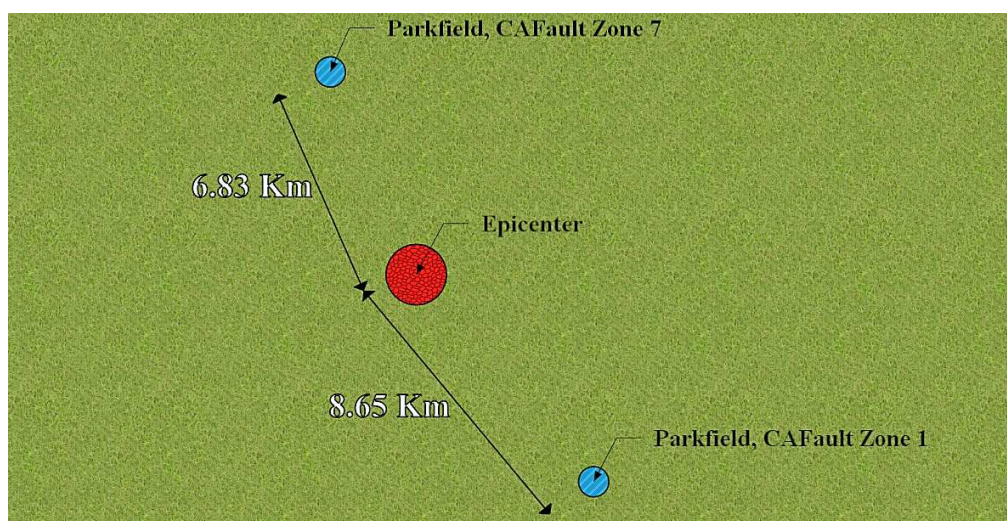 Parkfield, CAFault Zone 7
6.83 Km
Epicenter
8.65 Km
Parkfield, CAFault Zone 1